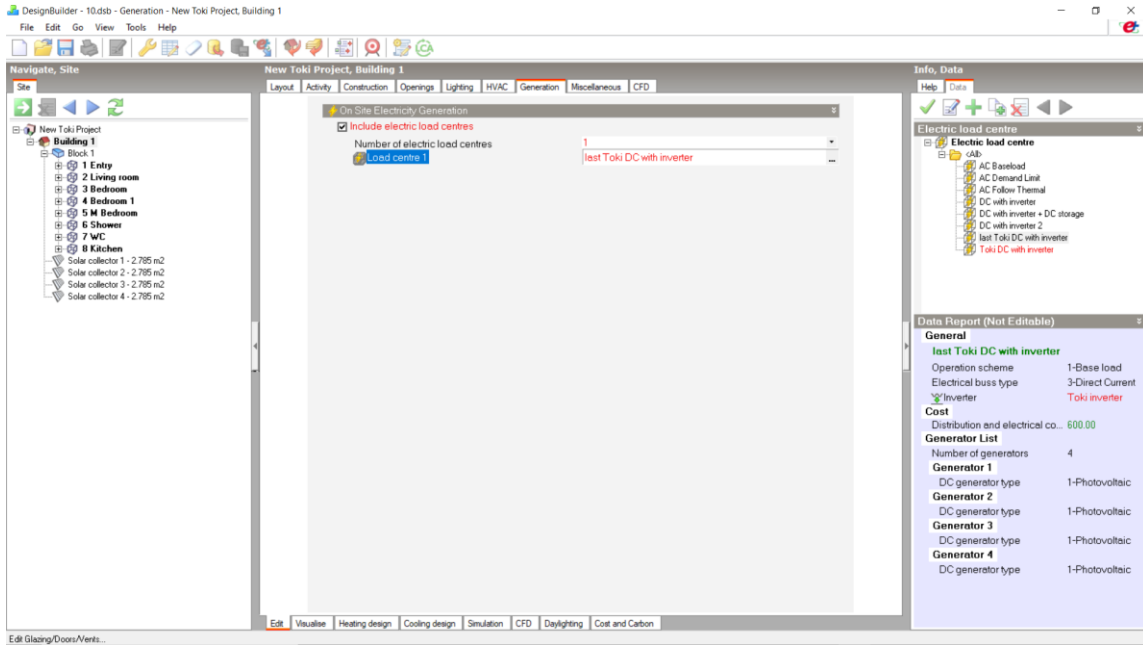 DesignBuilder - 10.dsb - Generation - New Toki Project, Building 1
File Edit Go View Tools Help
Navigate, Site
Site
New Toki Project
Building 1
Block 1
1 Entry
2 Living room
3 Bedroom
4 Bedroom 1
5 M Bedroom
6 Shower
7 WC
8 Kitchen
Solar collector 1 - 2.785 m2
Solar collector 2 - 2.785 m2
Solar collector 3 - 2.785 m2
Solar collector 4 - 2.785 m2
New Toki Project, Building 1
Layout Activity Construction Openings Lighting HVAC Generation Miscellaneous CFD
On Site Electricity Generation
Include electric load centres
Number of electric load centres 1
Load centre 1 last Toki DC with inverter ...
Edit Visualise Heating design Cooling design Simulation CFD Daylighting Cost and Carbon
Info, Data
Help Data
Electric load centre
Electric load centre
<All>
AC Baseload
AC Demand Limit
AC Follow Thermal
DC with inverter
DC with inverter + DC storage
DC with inverter 2
last Toki DC with inverter
Toki DC with inverter
Data Report (Not Editable)
General
last Toki DC with inverter
Operation scheme 1-Base load
Electrical buss type 3-Direct Current
Inverter Toki inverter
Cost
Distribution and electrical co... 600.00
Generator List
Number of generators 4
Generator 1
DC generator type 1-Photovoltaic
Generator 2
DC generator type 1-Photovoltaic
Generator 3
DC generator type 1-Photovoltaic
Generator 4
DC generator type 1-Photovoltaic
Edit Glazing/Doors/Vents...